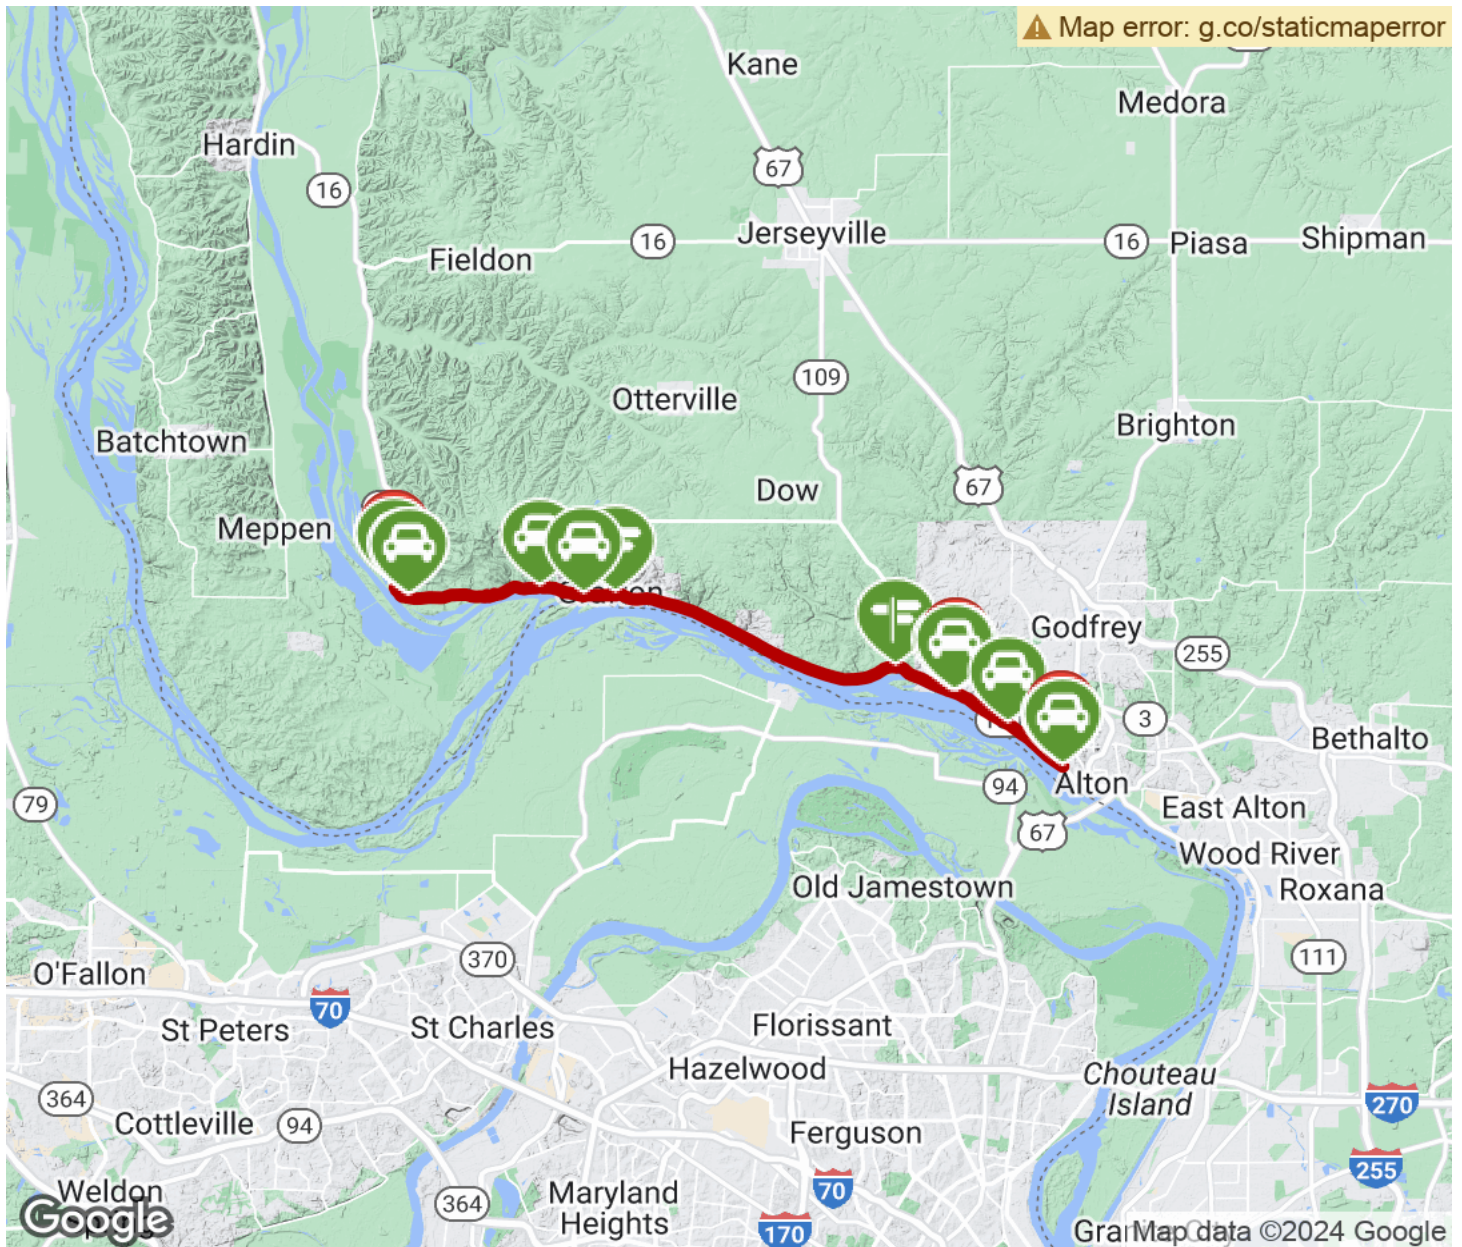 Map error: g.co/staticmaperror
Kane
Medora
Hardin
67
16
16
Jerseyville
16
Piasa
Shipman
Fieldon
109
Otterville
Brighton
Batchtown
67
Dow
Meppen
Godfrey
255
3
Bethalto
94
Alton
79
East Alton
67
Wood River
Old Jamestown
Roxana
370
111
O'Fallon
70
St Peters
St Charles
Florissant
Hazelwood
Chouteau
Island
364
270
Cottleville
94
Ferguson
255
70
Weldon
364
Maryland
Heights
170
Google
Map data ©2024 Google